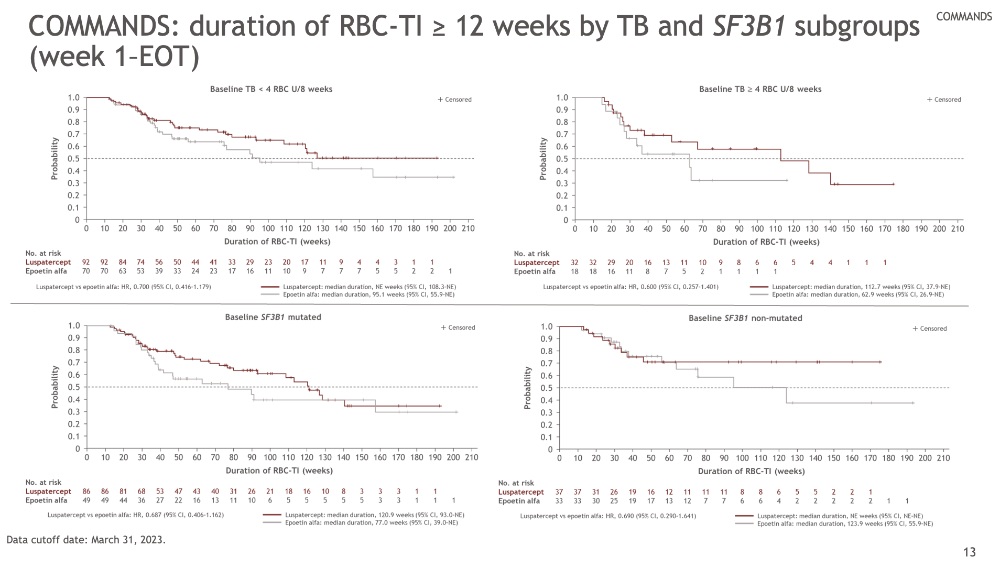 COMMANDS: duration of RBC-TI ≥ 12 weeks by TB and SF3B1 subgroups
(week 1–EOT)
COMMANDS
Baseline TB < 4 RBC U/8 weeks
+ Censored
Probability
1.0
0.9
0.8
0.7
0.6
0.5
0.4
0.3
0.2
0.1
0
0 10 20 30 40 50 60 70 80 90 100 110 120 130 140 150 160 170 180 190 200 210
Duration of RBC-TI (weeks)
No. at risk
Luspatercept 92 92 84 74 56 50 44 41 33 29 23 20 17 11 9 4 4 3 1 1
Epoetin alfa 70 70 63 53 39 33 24 23 17 16 11 10 9 7 7 7 5 5 2 2 1
Luspatercept vs epoetin alfa: HR, 0.700 (95% CI, 0.416-1.179)
Luspatercept: median duration, NE weeks (95% CI, 108.3-NE)
Epoetin alfa: median duration, 95.1 weeks (95% CI, 55.9-NE)
Baseline TB ≥ 4 RBC U/8 weeks
+ Censored
Probability
1.0
0.9
0.8
0.7
0.6
0.5
0.4
0.3
0.2
0.1
0
0 10 20 30 40 50 60 70 80 90 100 110 120 130 140 150 160 170 180 190 200 210
Duration of RBC-TI (weeks)
No. at risk
Luspatercept 32 32 29 20 16 13 11 10 9 8 6 6 5 4 4 1 1 1
Epoetin alfa 18 18 16 11 8 7 5 2 1 1 1 1
Luspatercept vs epoetin alfa: HR, 0.600 (95% CI, 0.257-1.401)
Luspatercept: median duration, 112.7 weeks (95% CI, 37.9-NE)
Epoetin alfa: median duration, 62.9 weeks (95% CI, 26.9-NE)
Baseline SF3B1 mutated
+ Censored
Probability
1.0
0.9
0.8
0.7
0.6
0.5
0.4
0.3
0.2
0.1
0
0 10 20 30 40 50 60 70 80 90 100 110 120 130 140 150 160 170 180 190 200 210
Duration of RBC-TI (weeks)
No. at risk
Luspatercept 86 86 81 68 53 47 43 40 31 26 21 18 16 10 8 3 3 3 1 1
Epoetin alfa 49 49 44 36 27 22 16 13 11 10 6 5 5 5 5 5 3 3 1 1 1
Luspatercept vs epoetin alfa: HR, 0.687 (95% CI, 0.406-1.162)
Luspatercept: median duration, 120.9 weeks (95% CI, 93.0-NE)
Epoetin alfa: median duration, 77.0 weeks (95% CI, 39.0-NE)
Baseline SF3B1 non-mutated
+ Censored
Probability
1.0
0.9
0.8
0.7
0.6
0.5
0.4
0.3
0.2
0.1
0
0 10 20 30 40 50 60 70 80 90 100 110 120 130 140 150 160 170 180 190 200 210
Duration of RBC-TI (weeks)
No. at risk
Luspatercept 37 37 31 26 19 16 12 11 11 11 8 8 6 5 5 2 2 1
Epoetin alfa 33 33 30 25 19 17 13 12 7 7 6 6 4 2 2 2 2 2 1 1
Luspatercept vs epoetin alfa: HR, 0.690 (95% CI, 0.290-1.641)
Luspatercept: median duration, NE weeks (95% CI, NE-NE)
Epoetin alfa: median duration, 123.9 weeks (95% CI, 55.9-NE)
Data cutoff date: March 31, 2023.
13